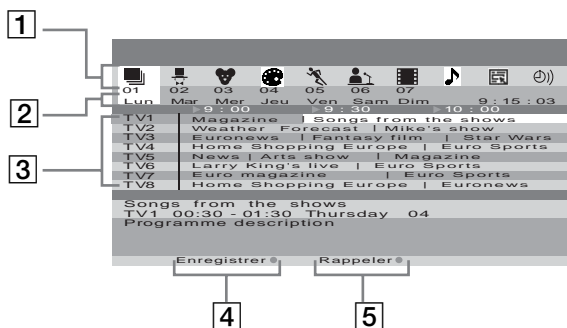 1
01 02 03 04 05 06 07
2
Lun Mar Mer Jeu Ven Sam Dim 9:15:03
9:00 9:30 10:00
3
TV1 Magazine | Songs from the shows
TV2 Weather Forecast | Mike's show
TV3 Euronews | Fantasy film | Star Wars
TV4 Home Shopping Europe | Euro Sports
TV5 News | Arts show | Magazine
TV6 Larry King's live | Euro Sports
TV7 Euro magazine | Euro Sports
TV8 Home Shopping Europe | Euronews
Songs from the shows
TV1 00:30 - 01:30 Thursday 04
Programme description
Enregistrer Rappeler
4 5